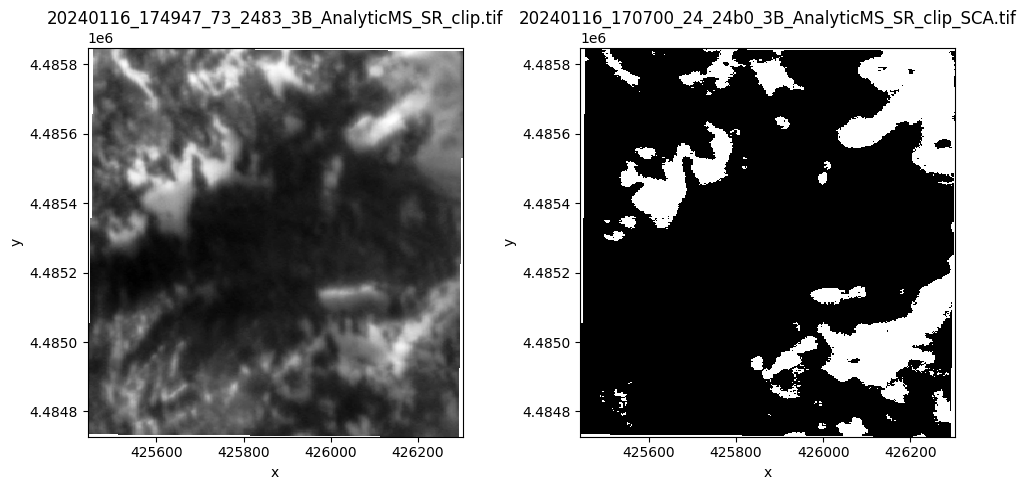 20240116_174947_73_2483_3B_AnalyticMS_SR_clip.tif
1e6
4.4858
4.4856
4.4854
4.4852
4.4850
4.4848
y
425600 425800 426000 426200
x
20240116_170700_24_24b0_3B_AnalyticMS_SR_clip_SCA.tif
1e6
4.4858
4.4856
4.4854
4.4852
4.4850
4.4848
y
425600 425800 426000 426200
x